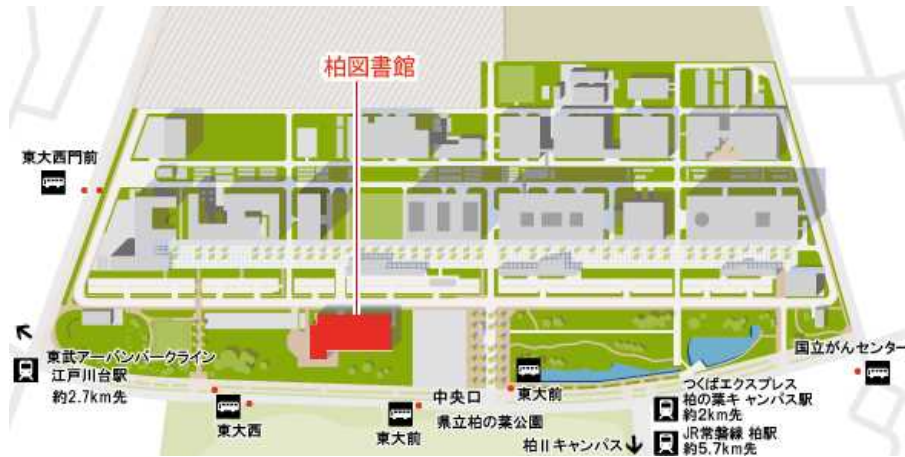 柏図書館
東大西門前
東武アーバンパークライン
江戸川台駅
約2.7km先
東大西
東大前
中央口
県立柏の葉公園
東大前
柏IIキャンパス
つくばエクスプレス
柏の葉キャンパス駅
約2km先
JR常磐線 柏駅
約5.7km先
国立がんセンター